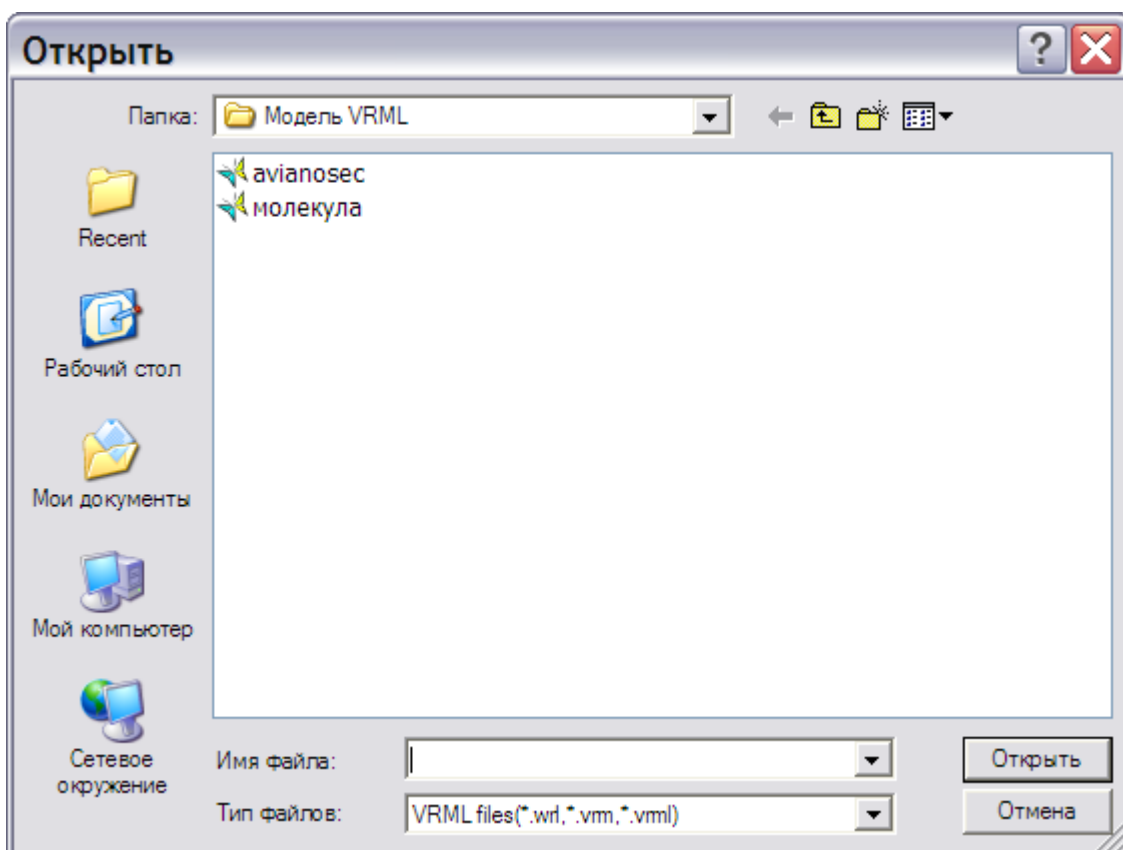 Открыть
Папка: Модель VRML
avianosec
молекула
Recent
Рабочий стол
Мои документы
Мой компьютер
Сетевое
окружение
Имя файла: Открыть
Тип файлов: VRML files(*.wrl,*.vrm,*.vrml) Отмена